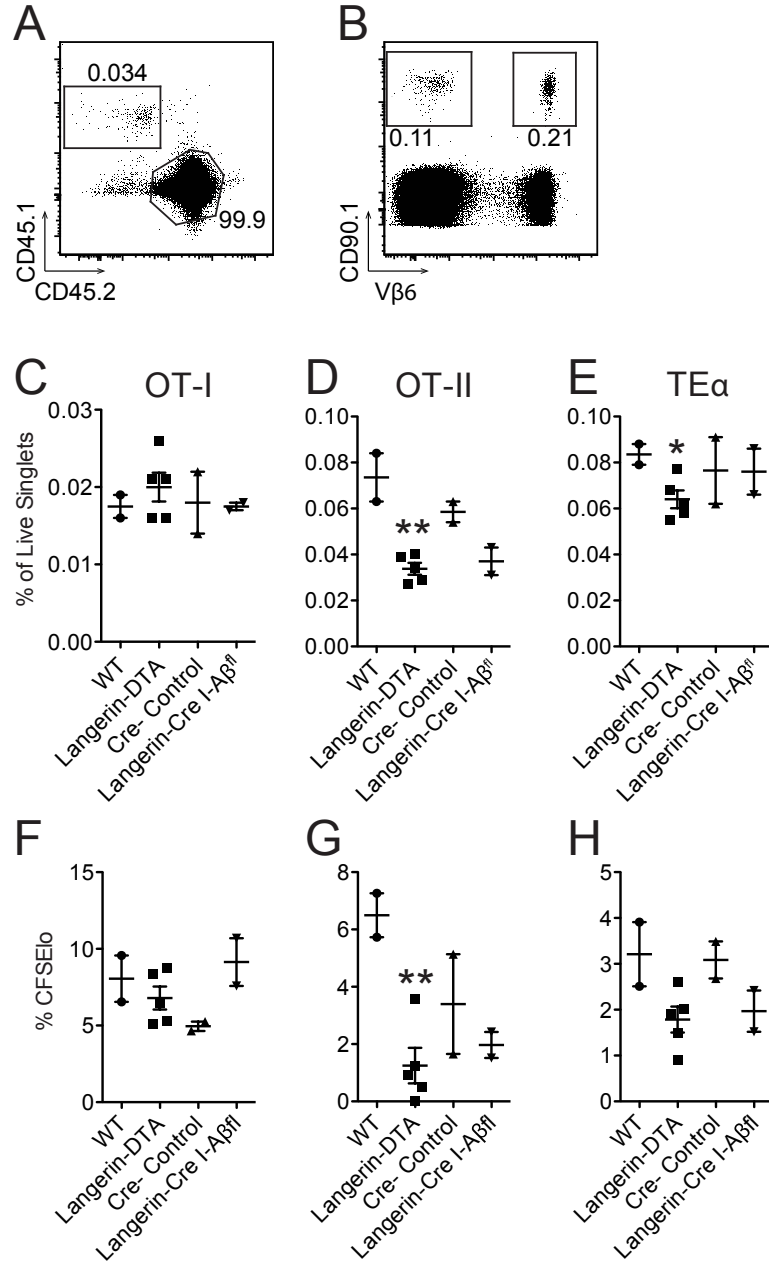 A
B
0.034
99.9
CD45.1
CD45.2
0.11
0.21
CD90.1
Vβ6
C
OT-I
D
OT-II
E
TEα
% of Live Singlets
0.03
0.02
0.01
0.00
WT
Langerin-DTA
Cre- Control
Langerin-Cre I-Aβᶠˡ
0.10
0.08
**
0.06
0.04
0.02
0.00
WT
Langerin-DTA
Cre- Control
Langerin-Cre I-Aβᶠˡ
0.10
*
0.08
0.06
0.04
0.02
0.00
WT
Langerin-DTA
Cre- Control
Langerin-Cre I-Aβᶠˡ
F
G
H
% CFSElo
15
10
5
0
WT
Langerin-DTA
Cre- Control
Langerin-Cre I-Aβfl
8
6
**
4
2
0
WT
Langerin-DTA
Cre- Control
Langerin-Cre I-Aβfl
5
4
3
2
1
0
WT
Langerin-DTA
Cre- Control
Langerin-Cre I-Aβfl